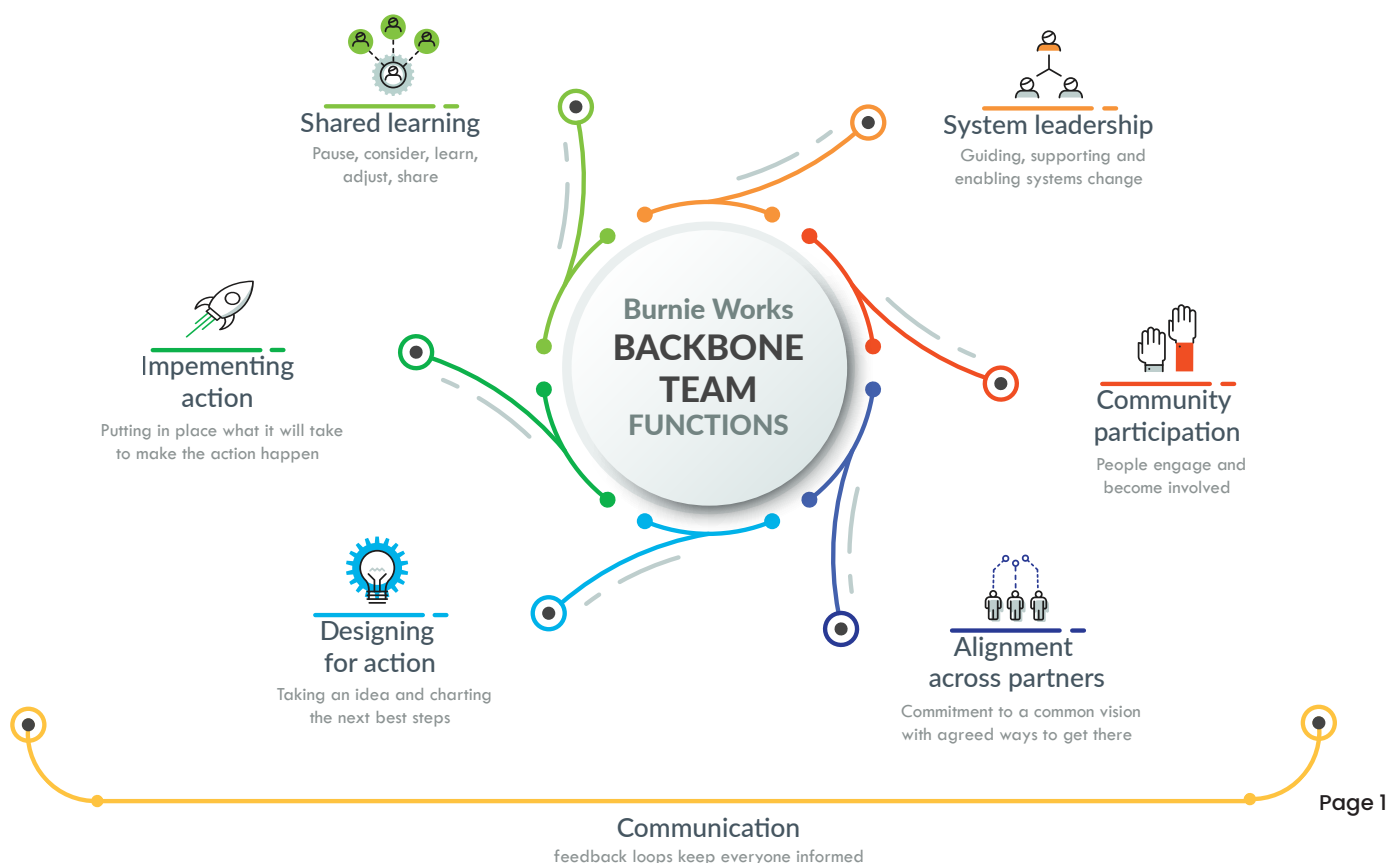 Shared learning
Pause, consider, learn,
adjust, share
System leadership
Guiding, supporting and
enabling systems change
Burnie Works
BACKBONE
TEAM
FUNCTIONS
Impementing
action
Putting in place what it will take
to make the action happen
Community
participation
People engage and
become involved
Designing
for action
Taking an idea and charting
the next best steps
Alignment
across partners
Commitment to a common vision
with agreed ways to get there
Communication
feedback loops keep everyone informed
Page 1